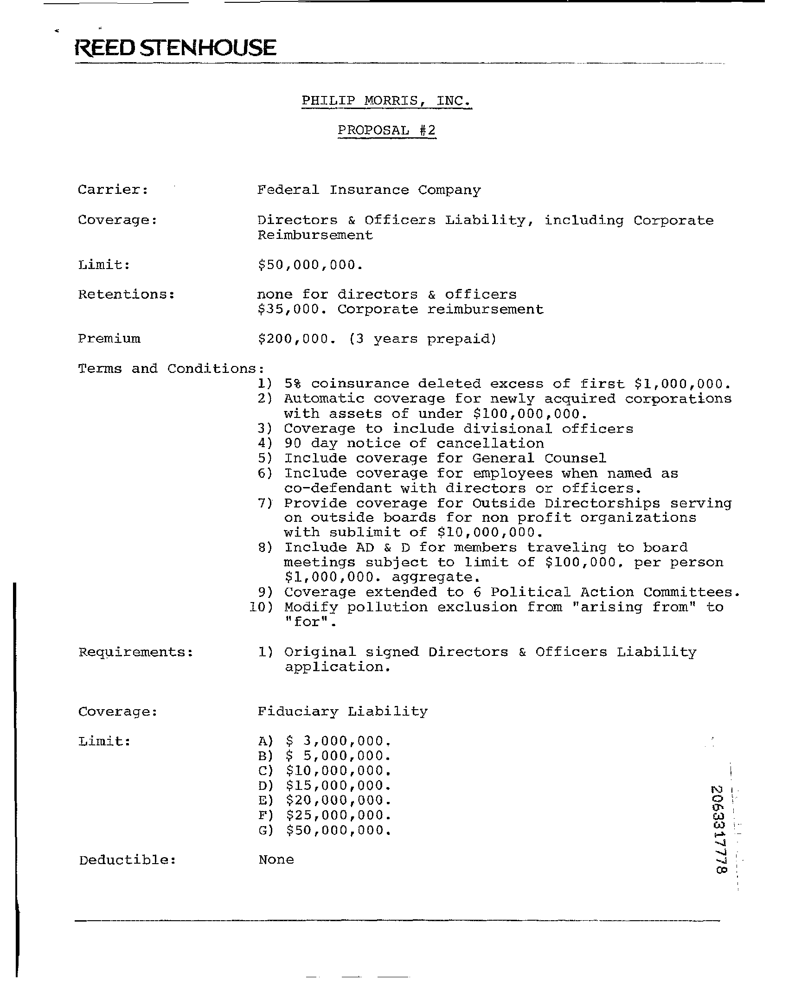 REED STENHOUSE
PHILIP MORRIS, INC.
PROPOSAL #2
Carrier: Federal Insurance Company
Coverage: Directors & Officers Liability, including Corporate
Reimbursement
Limit: $50,000,000.
Retentions: none for directors & officers
$35,000. Corporate reimbursement
Premium $200,000. (3 years prepaid)
Terms and Conditions:
1) 5% coinsurance deleted excess of first $1,000,000.
2) Automatic coverage for newly acquired corporations
with assets of under $100,000,000.
3) Coverage to include divisional officers
4) 90 day notice of cancellation
5) Include coverage for General Counsel
6) Include coverage for employees when named as
co-defendant with directors or officers.
7) Provide coverage for Outside Directorships serving
on outside boards for non profit organizations
with sublimit of $10,000,000.
8) Include AD & D for members traveling to board
meetings subject to limit of $100,000. per person
$1,000,000. aggregate.
9) Coverage extended to 6 Political Action Committees.
10) Modify pollution exclusion from "arising from" to
"for".
Requirements: 1) Original signed Directors & Officers Liability
application.
Coverage: Fiduciary Liability
Limit: A) $ 3,000,000.
B) $ 5,000,000.
C) $10,000,000.
D) $15,000,000.
E) $20,000,000.
F) $25,000,000.
G) $50,000,000.
Deductible: None
2063317778